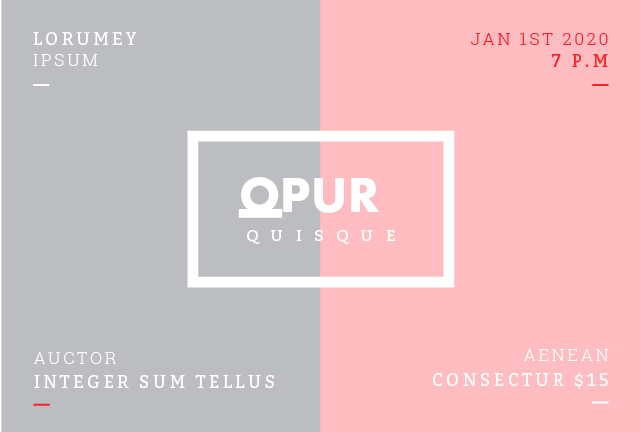 LORUMEY
IPSUM
JAN 1ST 2020
7 P.M
QPUR
QUISQUE
AUCTOR
INTEGER SUM TELLUS
AENEAN
CONSECTUR $15